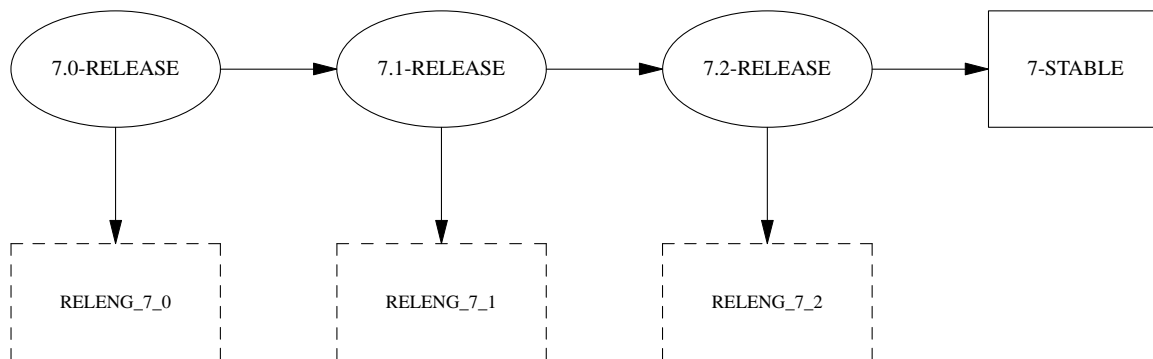 7.0-RELEASE
7.1-RELEASE
7.2-RELEASE
7-STABLE
RELENG_7_0
RELENG_7_1
RELENG_7_2